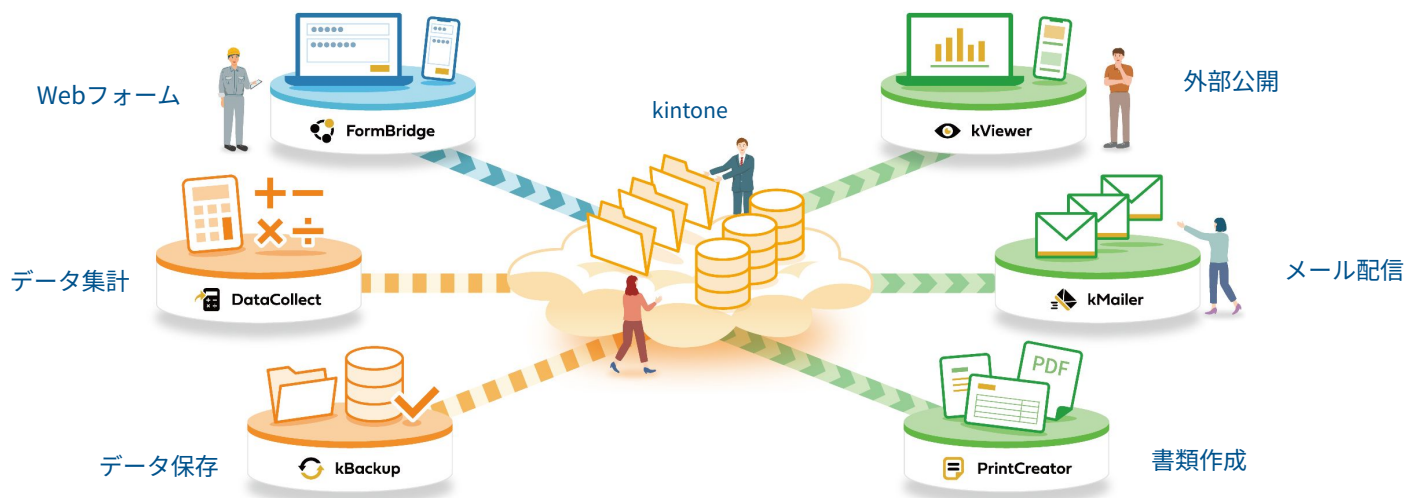 Webフォーム
FormBridge
kintone
kViewer
外部公開
データ集計
DataCollect
kMailer
メール配信
データ保存
kBackup
PDF
PrintCreator
書類作成